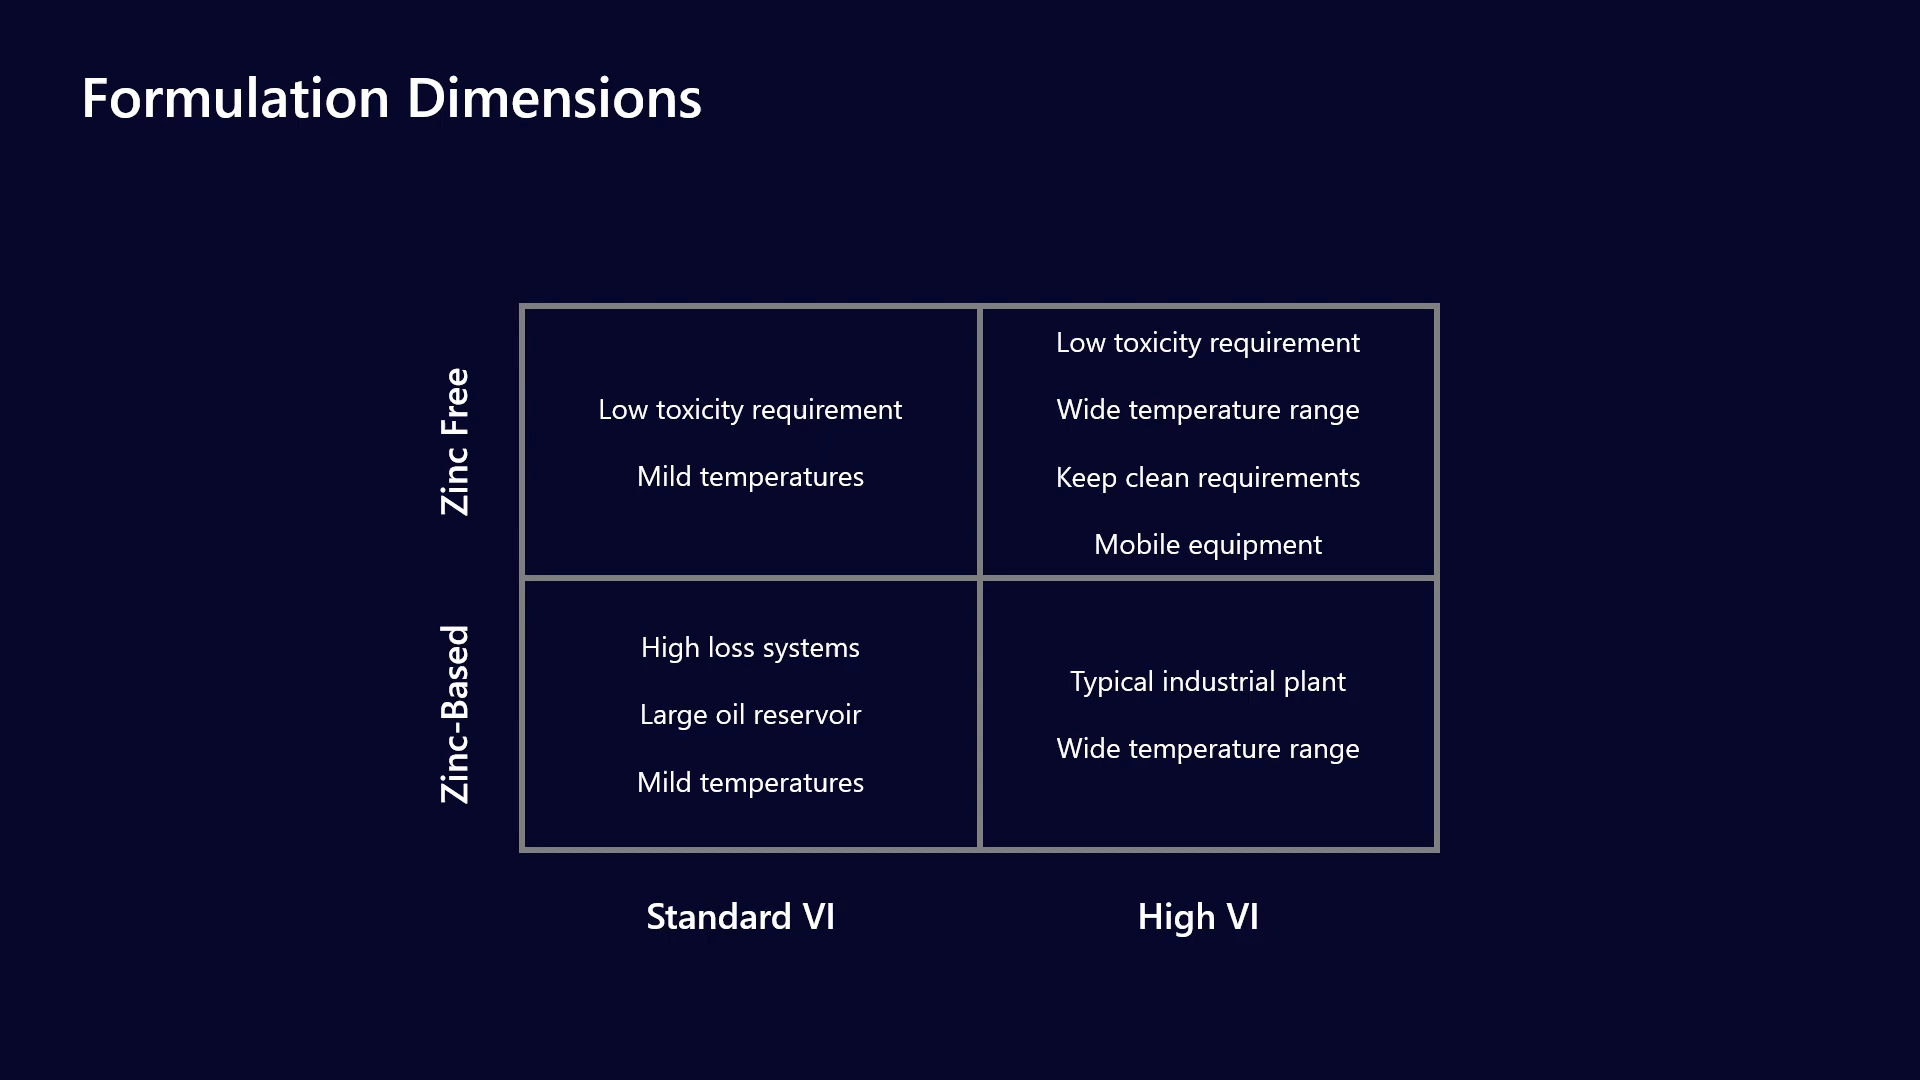 Formulation Dimensions
Zinc Free
Low toxicity requirement
Mild temperatures
Low toxicity requirement
Wide temperature range
Keep clean requirements
Mobile equipment
Zinc-Based
High loss systems
Large oil reservoir
Mild temperatures
Typical industrial plant
Wide temperature range
Standard VI
High VI